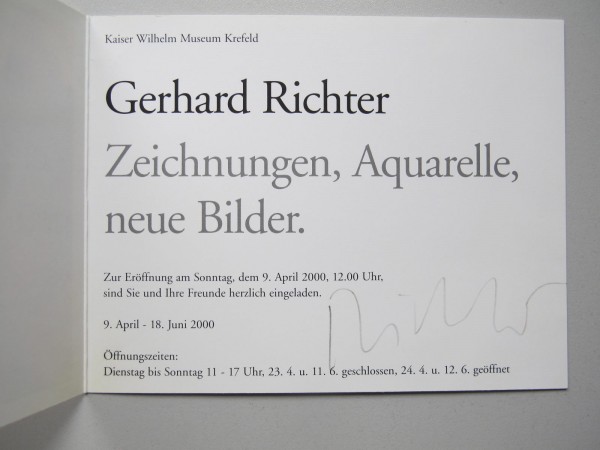 Kaiser Wilhelm Museum Krefeld
Gerhard Richter
Zeichnungen, Aquarelle,
neue Bilder.
Zur Eröffnung am Sonntag, dem 9. April 2000, 12.00 Uhr,
sind Sie und Ihre Freunde herzlich eingeladen.
Richter
9. April - 18. Juni 2000
Öffnungszeiten:
Dienstag bis Sonntag 11 - 17 Uhr, 23. 4. u. 11. 6. geschlossen, 24. 4. u. 12. 6. geöffnet